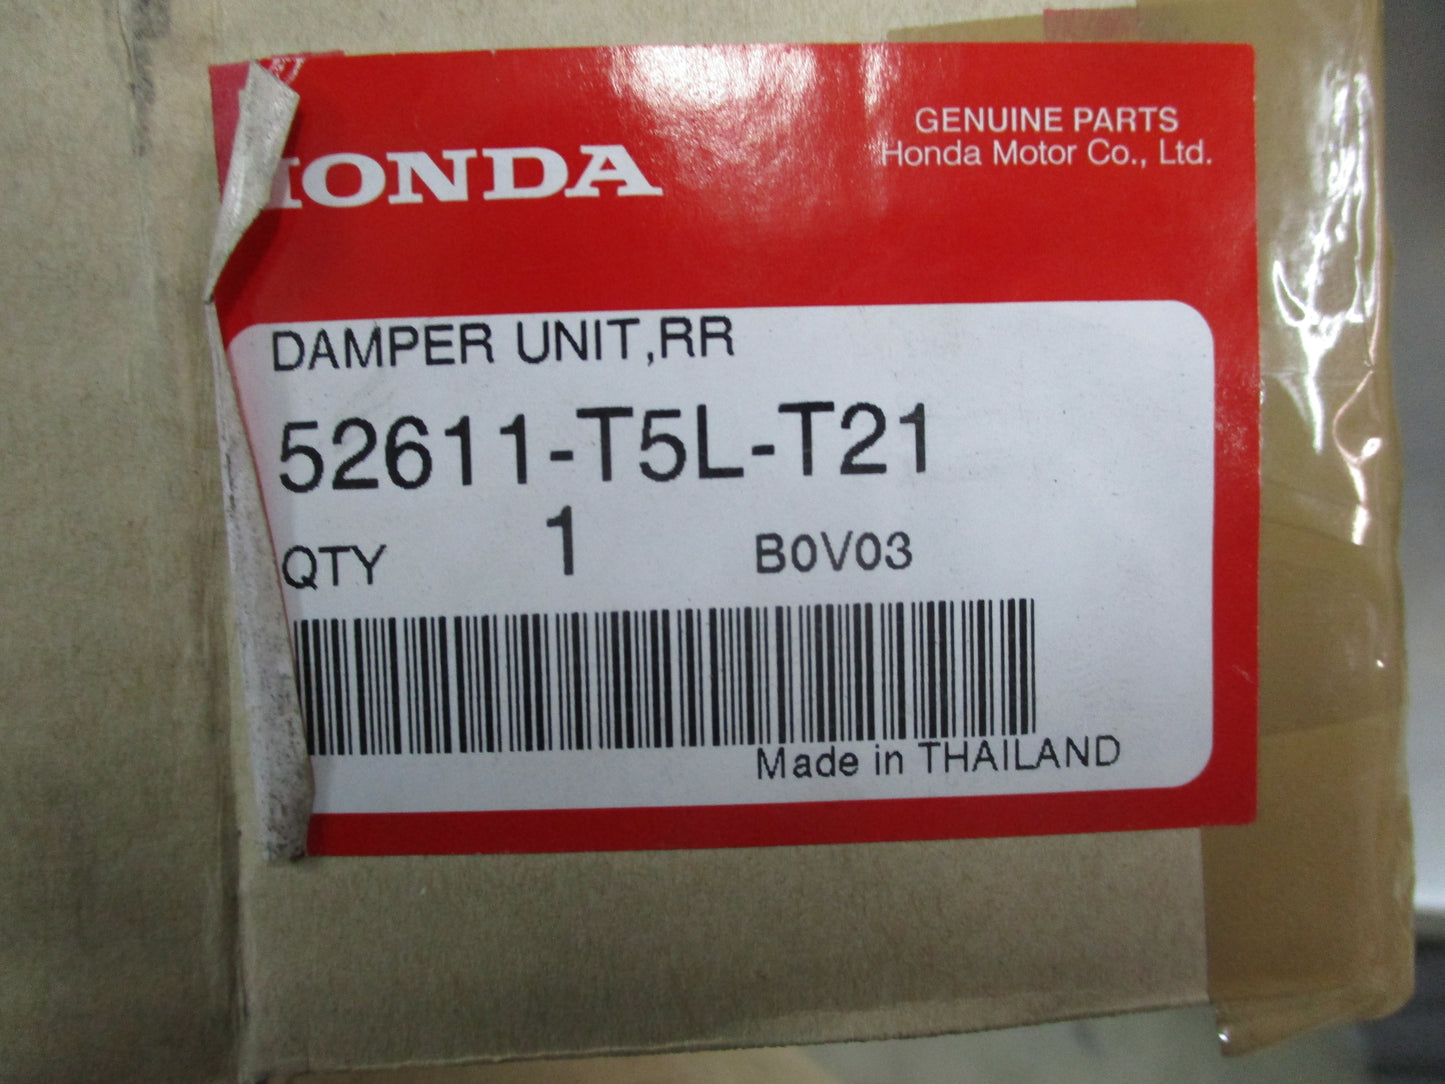 HONDA
GENUINE PARTS
Honda Motor Co., Ltd.
DAMPER UNIT,RR
52611-T5L-T21
QTY 1 B0V03
Made in THAILAND